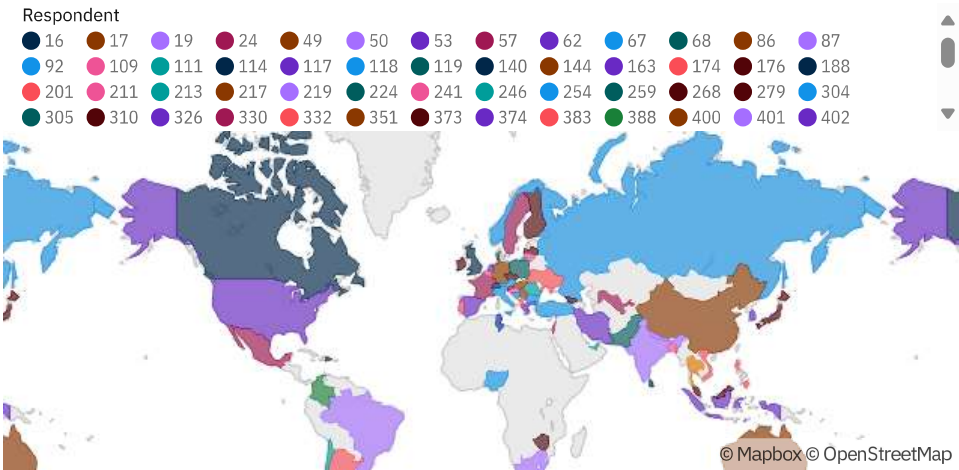 Respondent
16 17 19 24 49 50 53 57 62 67 68 86 87
92 109 111 114 117 118 119 140 144 163 174 176 188
201 211 213 217 219 224 241 246 254 259 268 279 304
305 310 326 330 332 351 373 374 383 388 400 401 402
© Mapbox © OpenStreetMap